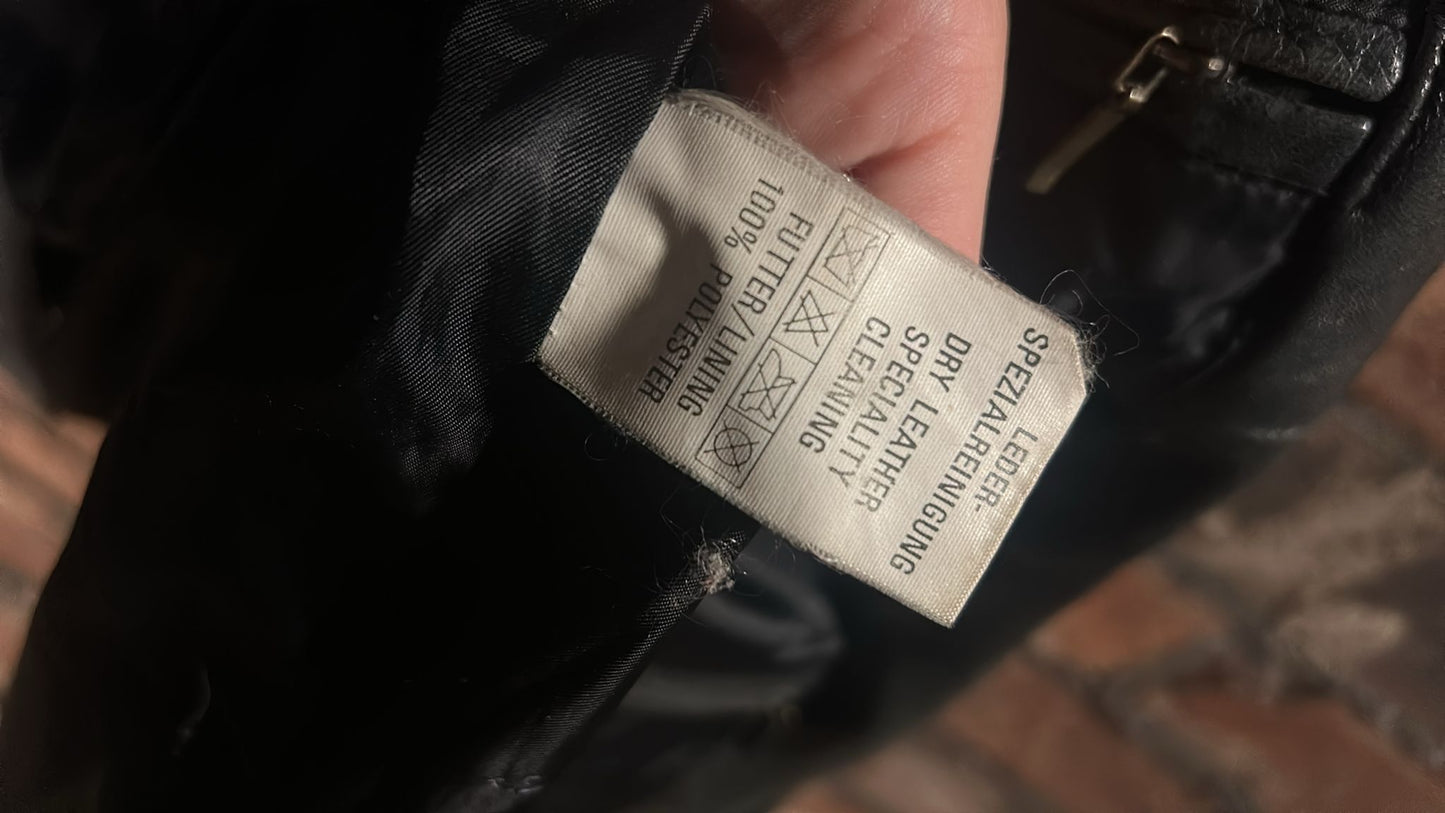 LEDER-
SPEZIALREINIGUNG
DRY LEATHER
SPECIALITY
CLEANING
FUTTER/LINING
100% POLYESTER